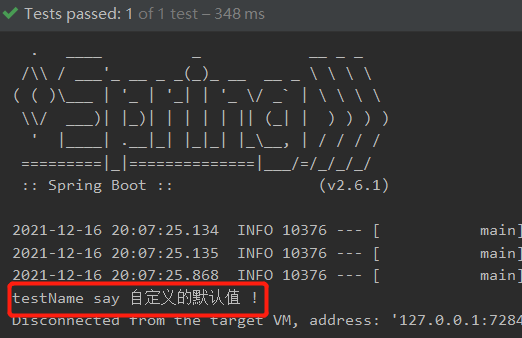 Tests passed: 1 of 1 test – 348 ms
  .   ____          _            __ _ _
 /\\ / ___'_ __ _ _(_)_ __  __ _ \ \ \ \
( ( )\___ | '_ | '_| | '_ \/ _` | \ \ \ \
 \\/  ___)| |_)| | | | | || (_| |  ) ) ) )
  '  |____| .__|_| |_|_| |_\__, | / / / /
 =========|_|==============|___/=/_/_/_/
 :: Spring Boot ::                (v2.6.1)
2021-12-16 20:07:25.134  INFO 10376 --- [           main]
2021-12-16 20:07:25.135  INFO 10376 --- [           main]
2021-12-16 20:07:25.868  INFO 10376 --- [           main]
testName say 自定义的默认值 !
Disconnected from the target VM, address: '127.0.0.1:7284